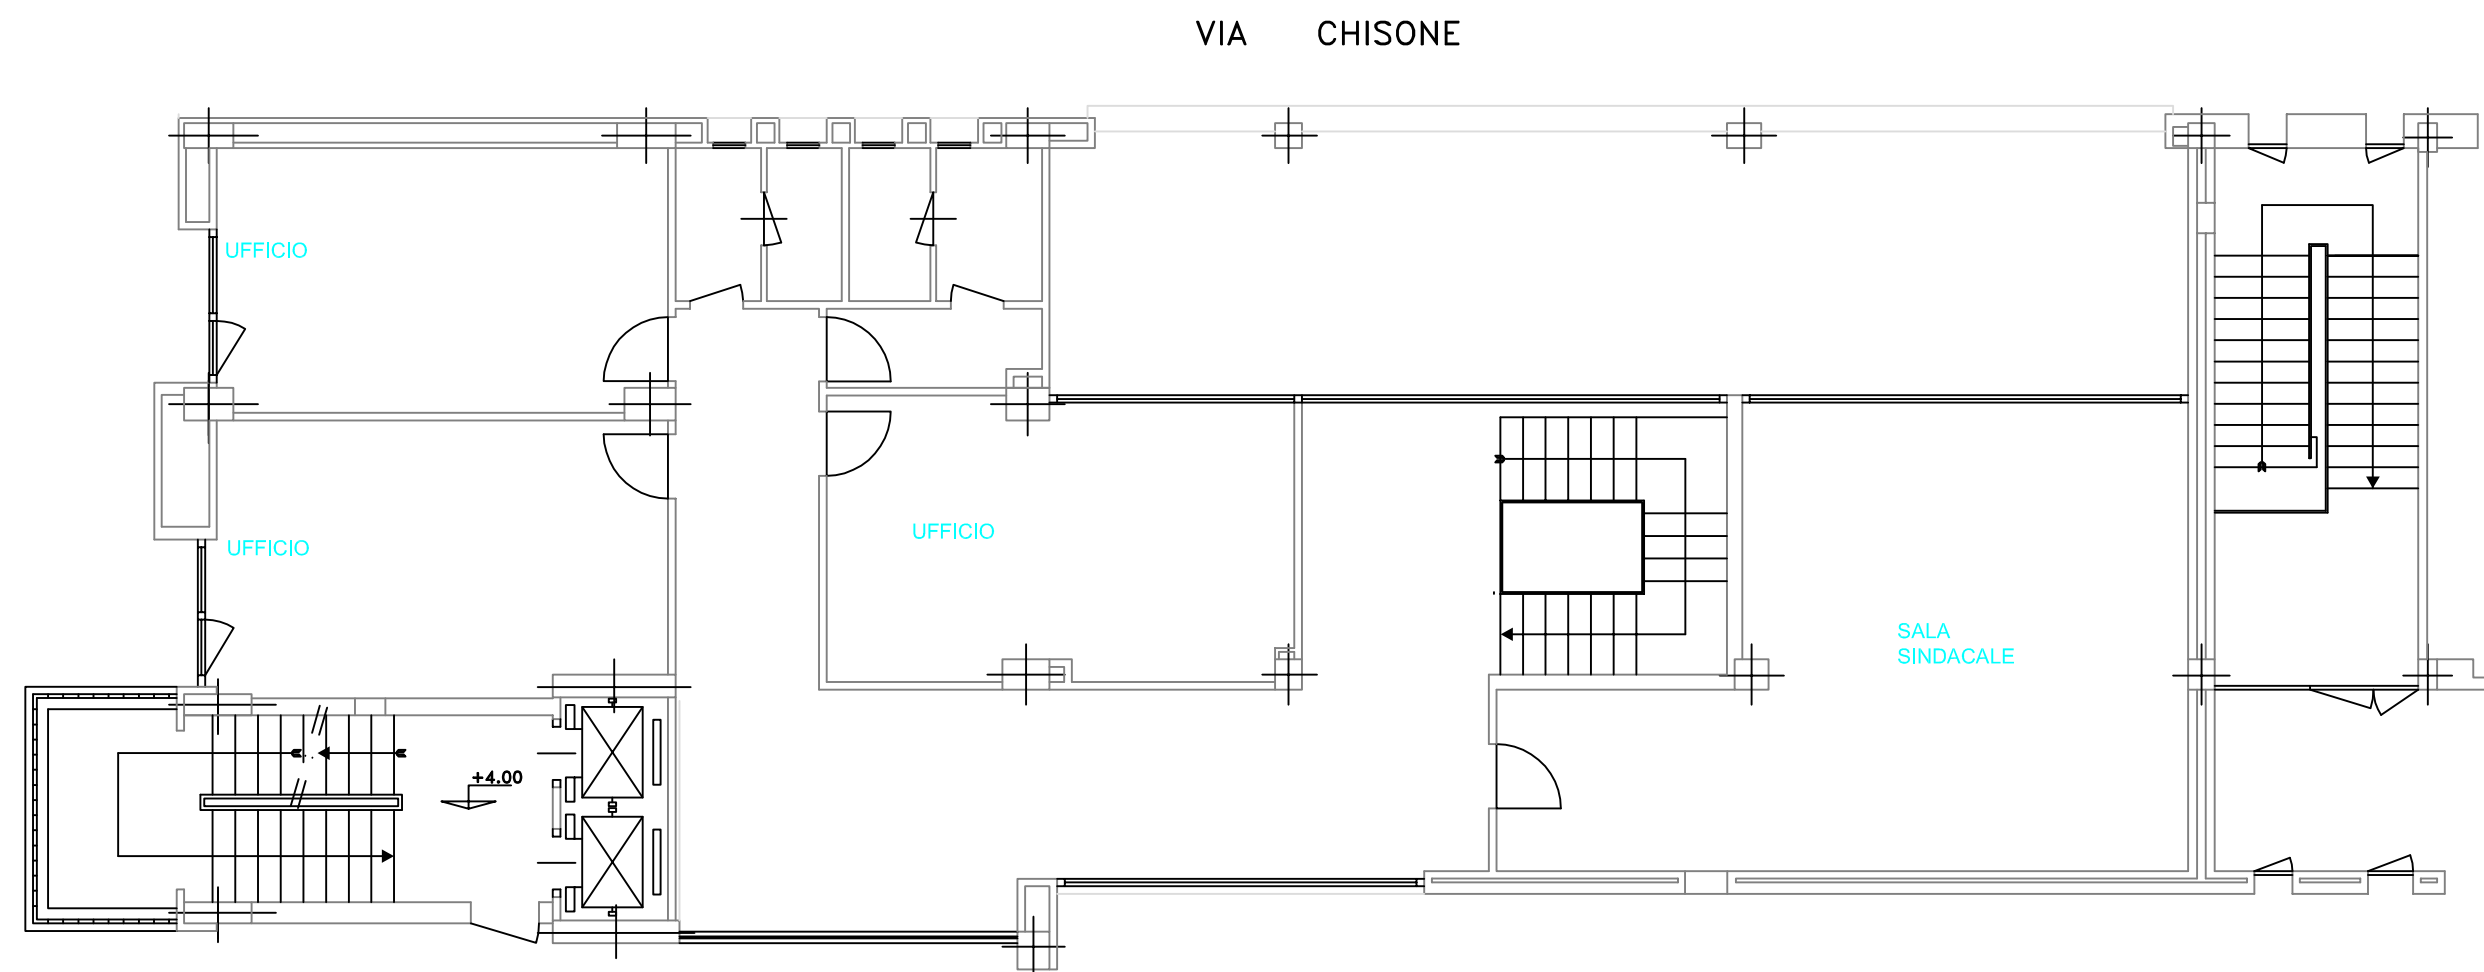 VIA CHISONE
UFFICIO
UFFICIO
UFFICIO
SALA
SINDACALE
+4.00